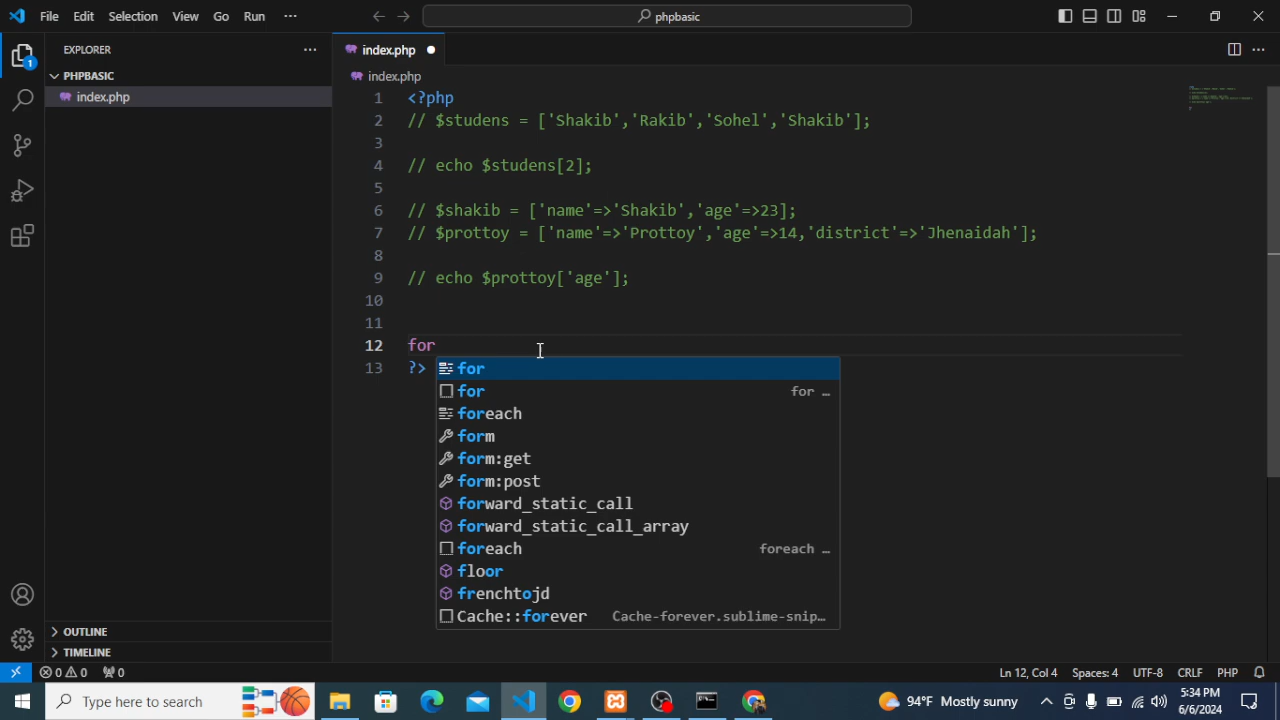 File Edit Selection View Go Run ··· phpbasic
EXPLORER ···
index.php
PHPBASIC
index.php
1
index.php
1 <?php
2 // $studens = ['Shakib','Rakib','Sohel','Shakib'];
3
4 // echo $studens[2];
5
6 // $shakib = ['name'=>'Shakib','age'=>23];
7 // $prottoy = ['name'=>'Prottoy','age'=>14,'district'=>'Jhenaidah'];
8
9 // echo $prottoy['age'];
10
11
12 for
13 ?>
for
for for …
foreach
form
form:get
form:post
forward_static_call
forward_static_call_array
foreach foreach …
floor
frenchtojd
Cache::forever Cache-forever.sublime-snip…
OUTLINE
TIMELINE
0 0 0 Ln 12, Col 4 Spaces: 4 UTF-8 CRLF PHP
Type here to search 94°F Mostly sunny 5:34 PM
6/6/2024